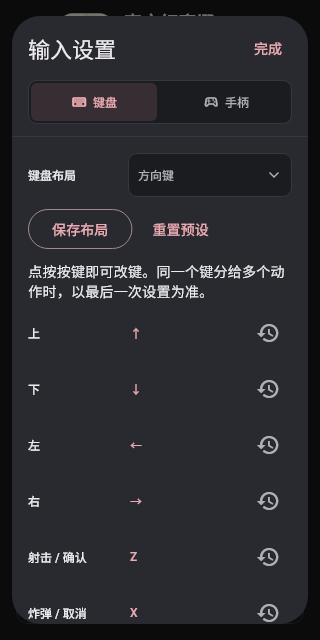 输入设置
完成
键盘
手柄
键盘布局
方向键
保存布局
重置预设
点按按键即可改键。同一个键分给多个动
作时，以最后一次设置为准。
上 ↑
下 ↓
左 ←
右 →
射击 / 确认 Z
炸弹 / 取消 X